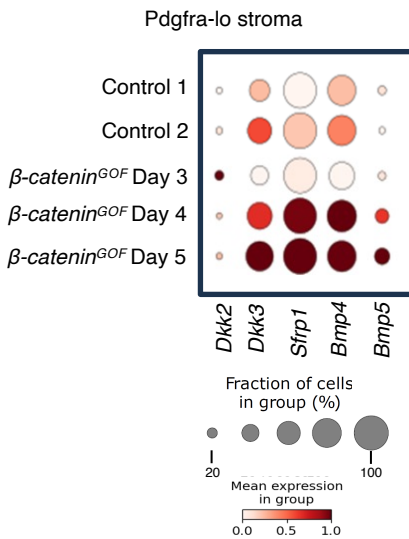 Pdgfra-lo stroma
Control 1
Control 2
β-catenin^GOF Day 3
β-catenin^GOF Day 4
β-catenin^GOF Day 5
Dkk2 Dkk3 Sfrp1 Bmp4 Bmp5
Fraction of cells
in group (%)
20 100
Mean expression
in group
0.0 0.5 1.0